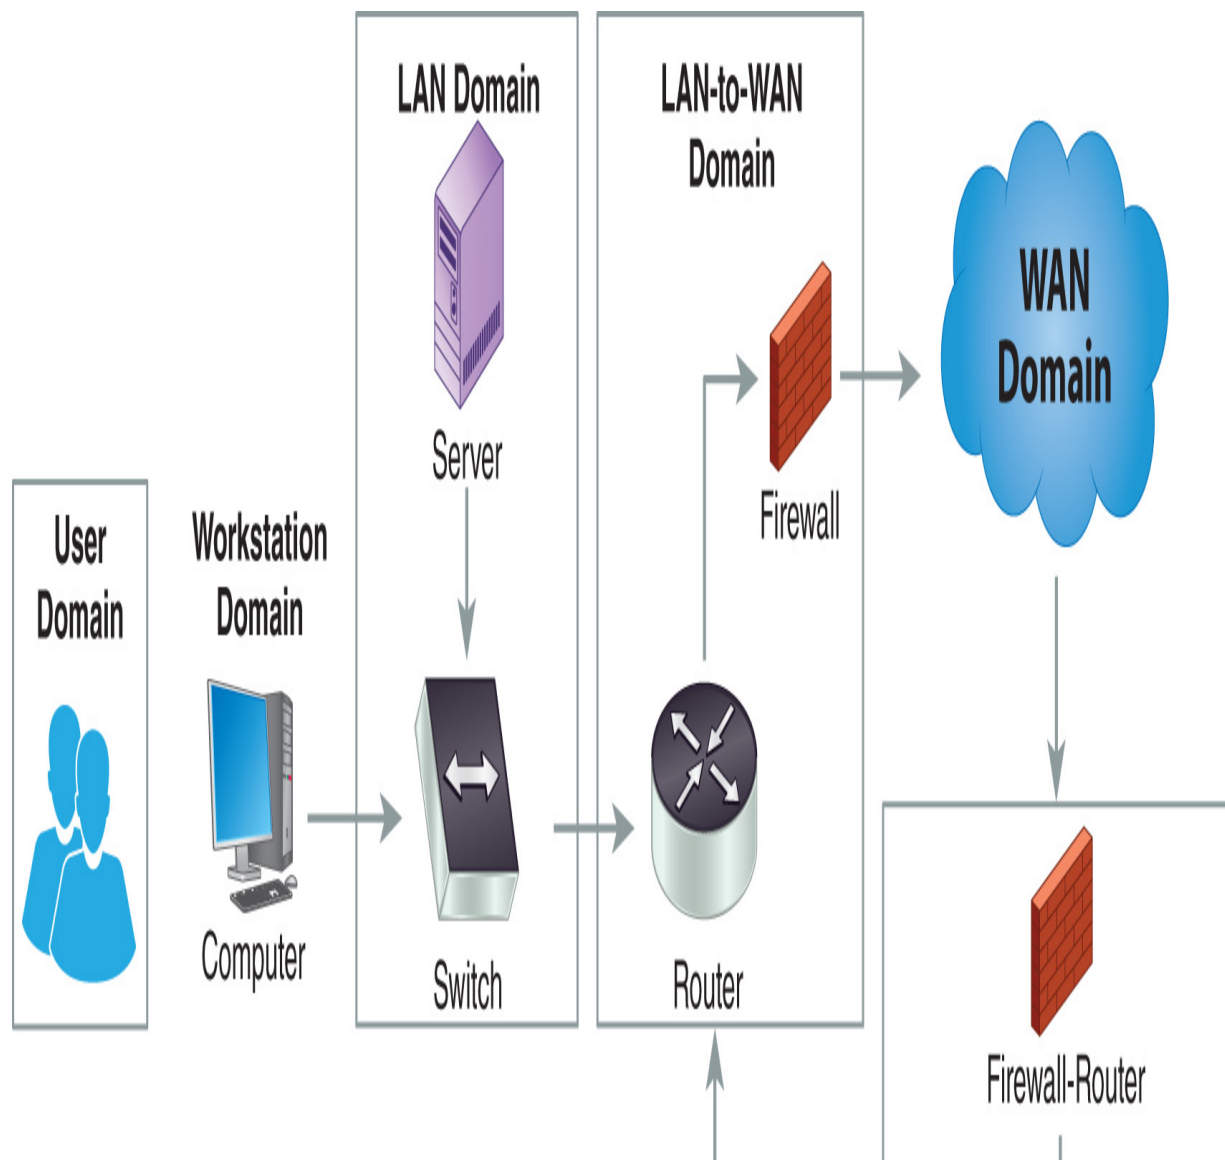 LAN Domain
Server
Switch
LAN-to-WAN
Domain
Firewall
Router
WAN
Domain
User
Domain
Workstation
Domain
Computer
Firewall-Router